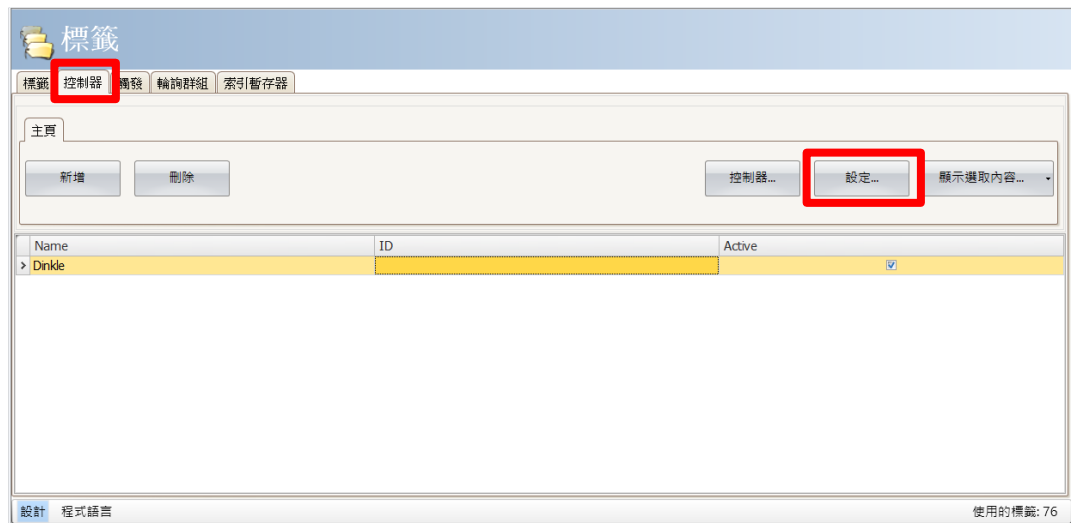 標籤
標籤 控制器 觸發 輪詢群組 索引暫存器
主頁
新增 刪除 控制器... 設定... 顯示選取內容...
Name ID Active
Dinkle
設計 程式語言 使用的標籤: 76